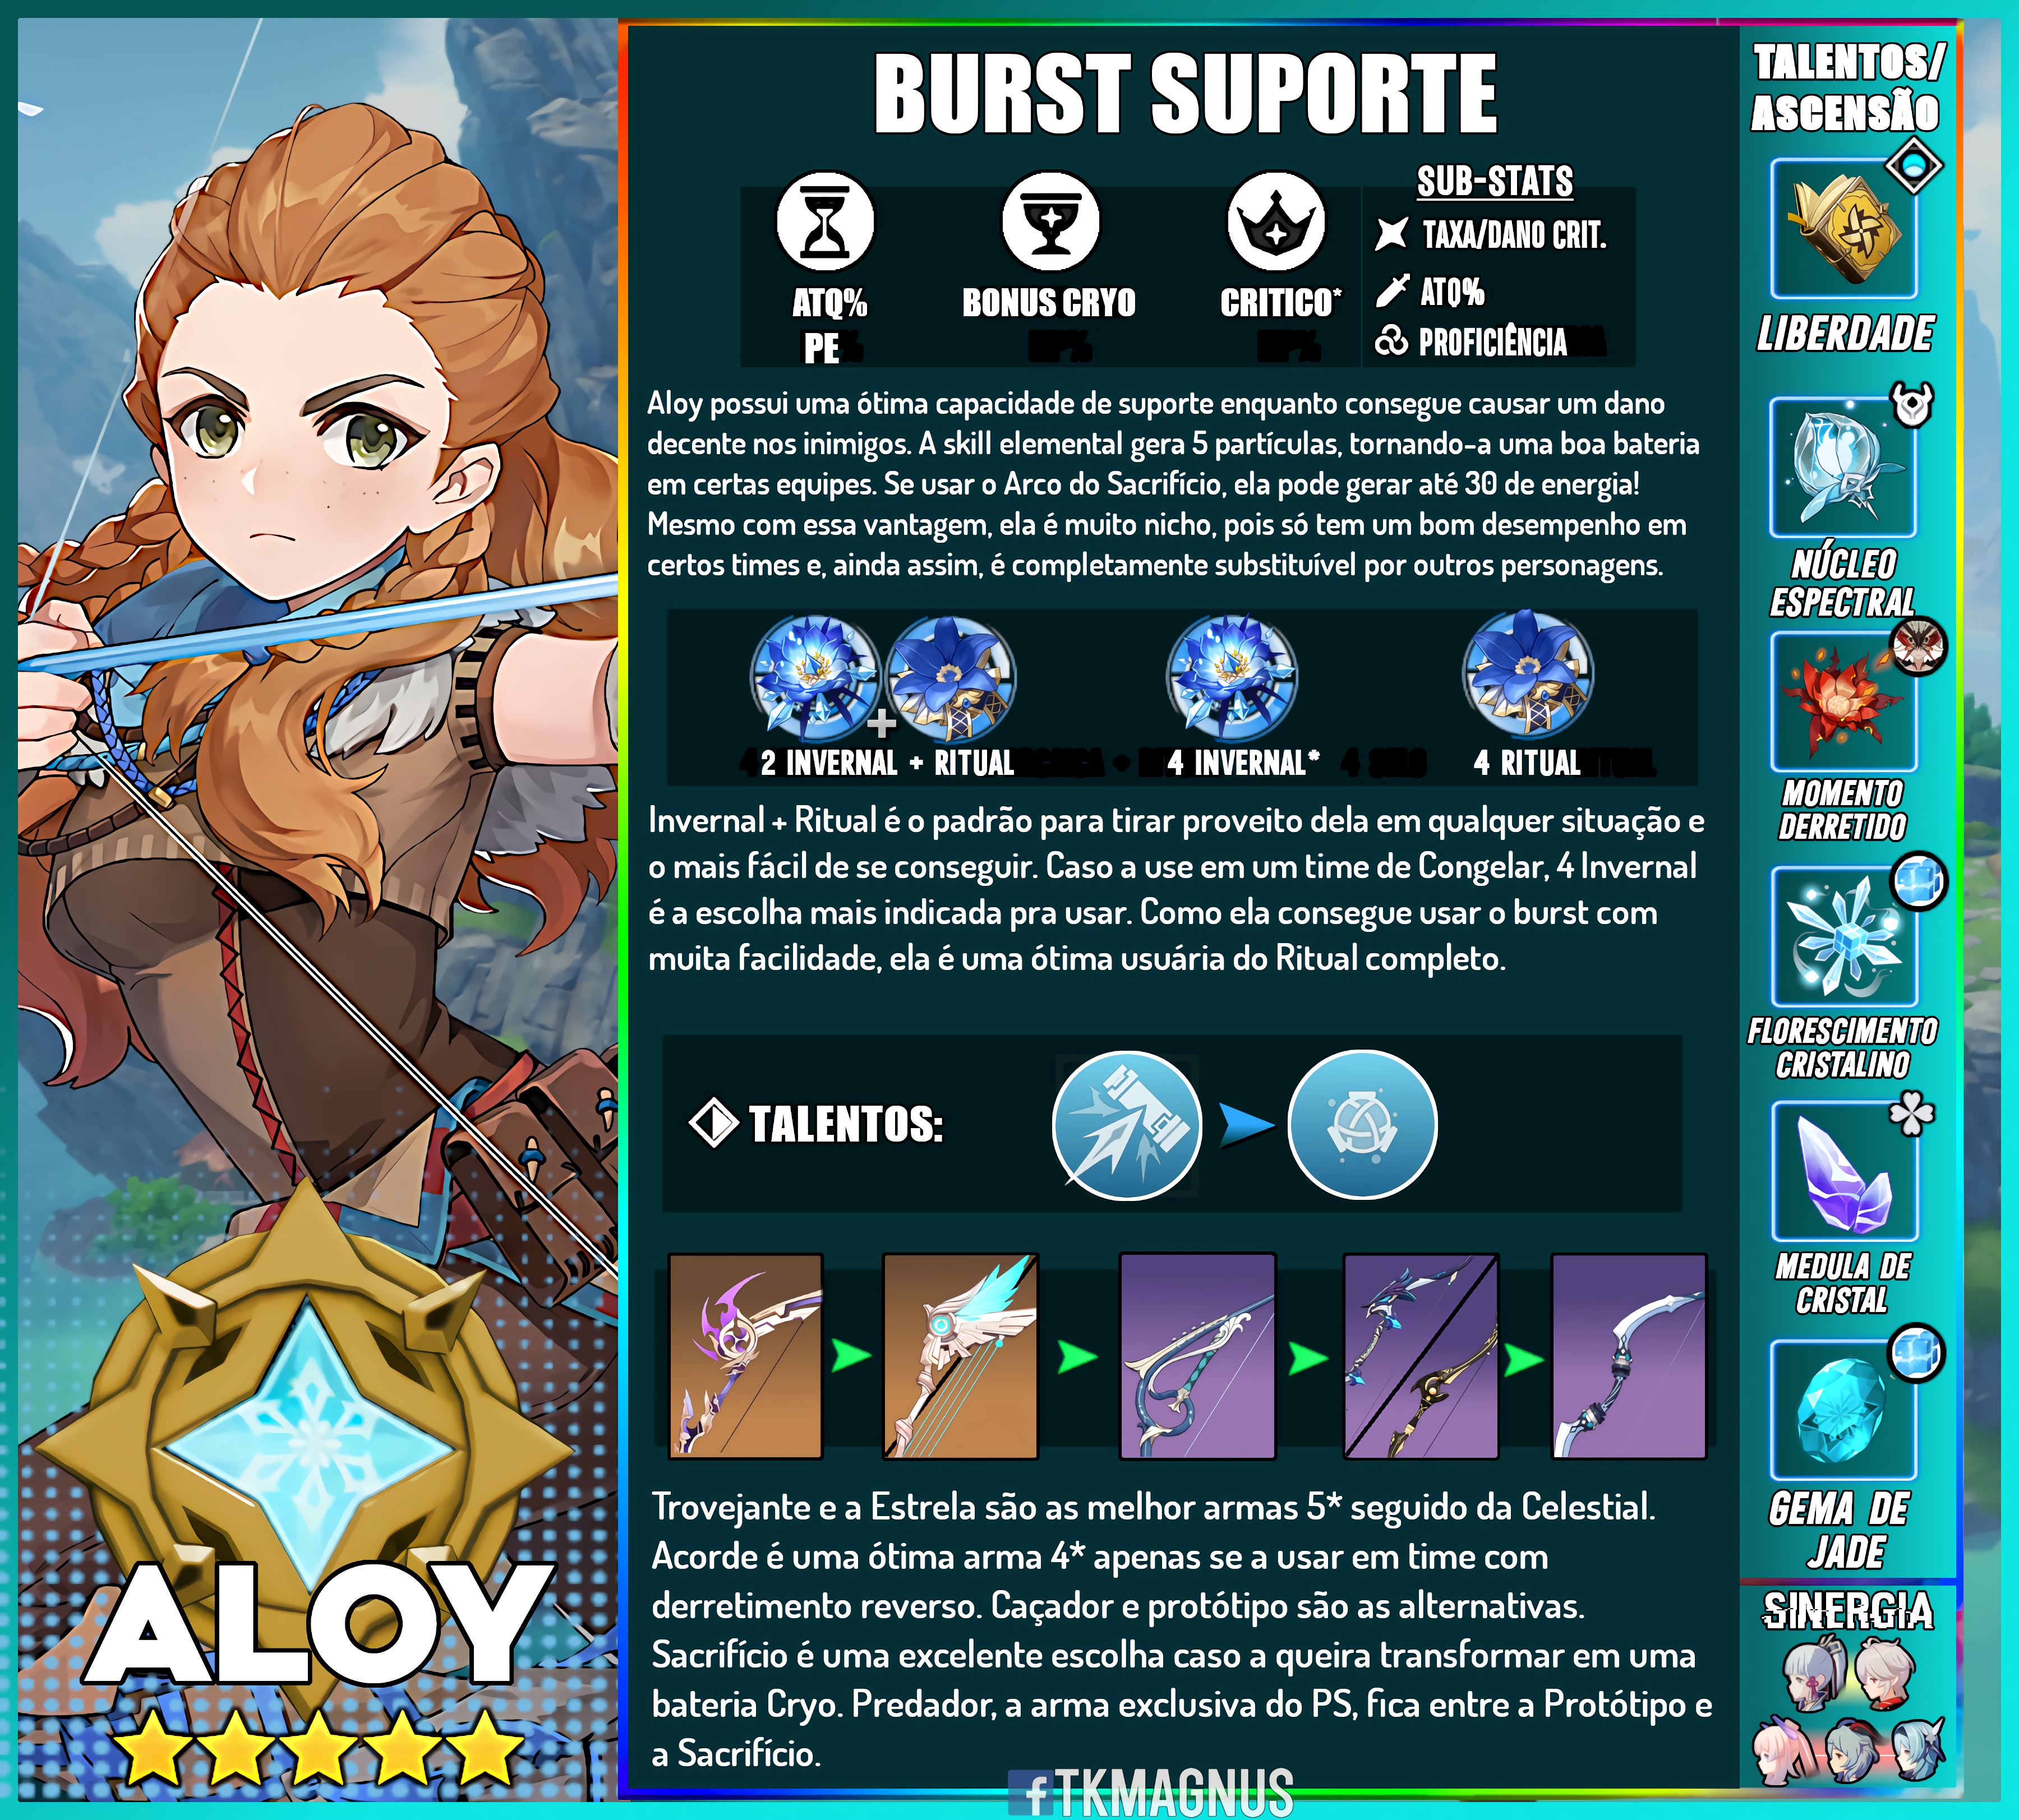 BURST SUPORTE
ATQ%
PE
BONUS CRYO
CRITICO*
SUB-STATS
TAXA/DANO CRIT.
ATQ%
PROFICIÊNCIA
Aloy possui uma ótima capacidade de suporte enquanto consegue causar um dano
decente nos inimigos. A skill elemental gera 5 partículas, tornando-a uma boa bateria
em certas equipes. Se usar o Arco do Sacrifício, ela pode gerar até 30 de energia!
Mesmo com essa vantagem, ela é muito nicho, pois só tem um bom desempenho em
certos times e, ainda assim, é completamente substituível por outros personagens.
2 INVERNAL + RITUAL
4 INVERNAL*
4 RITUAL
Invernal + Ritual é o padrão para tirar proveito dela em qualquer situação e
o mais fácil de se conseguir. Caso a use em um time de Congelar, 4 Invernal
é a escolha mais indicada pra usar. Como ela consegue usar o burst com
muita facilidade, ela é uma ótima usuária do Ritual completo.
TALENTOS:
Trovejante e a Estrela são as melhor armas 5* seguido da Celestial.
Acorde é uma ótima arma 4* apenas se a usar em time com
derretimento reverso. Caçador e protótipo são as alternativas.
Sacrifício é uma excelente escolha caso a queira transformar em uma
bateria Cryo. Predador, a arma exclusiva do PS, fica entre a Protótipo e
a Sacrifício.
TALENTOS/
ASCENSÃO
LIBERDADE
NÚCLEO
ESPECTRAL
MOMENTO
DERRETIDO
FLORESCIMENTO
CRISTALINO
MEDULA DE
CRISTAL
GEMA DE
JADE
SINERGIA
ALOY
fTKMAGNUS